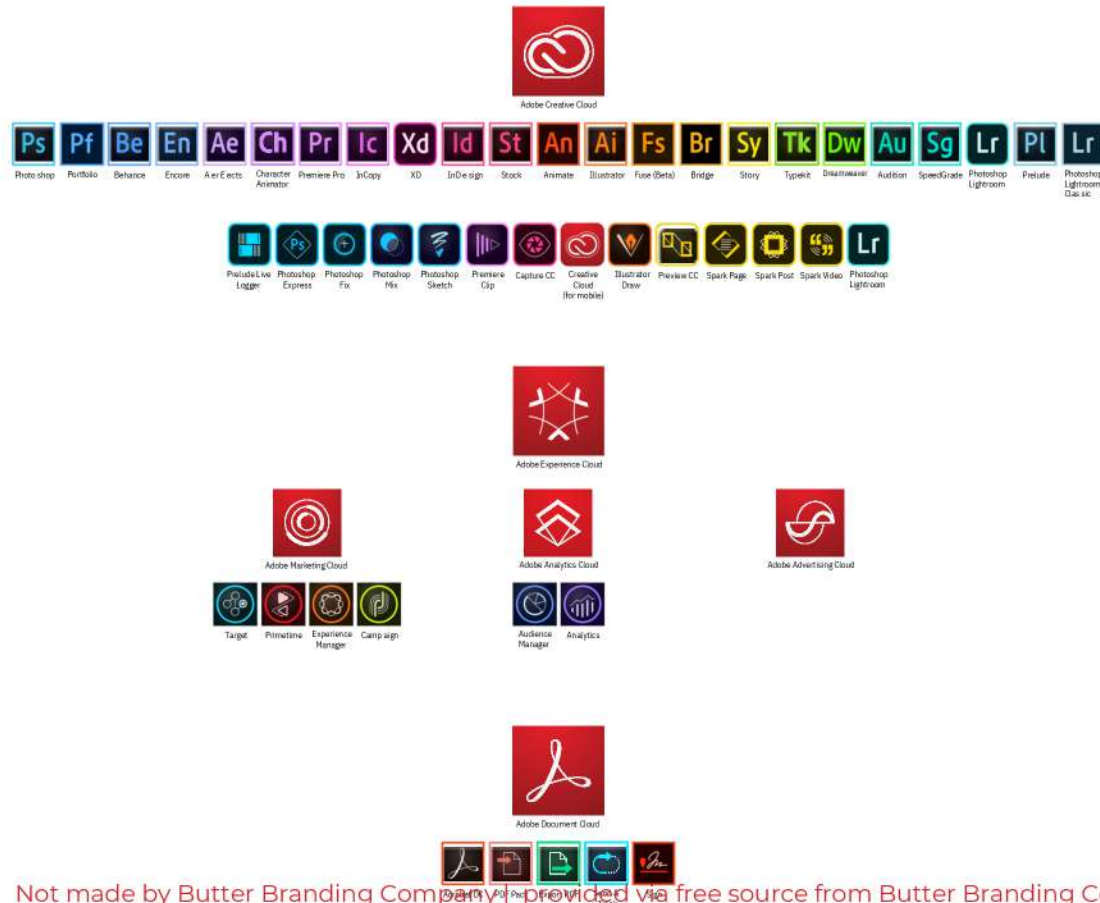 Adobe Creative Cloud
Ps Pf Be En Ae Ch Pr Ic Xd Id St An Ai Fs Br Sy Tk Dw Au Sg Lr Pl Lr
Photo shop Portfolio Behance Encore A er E ects Character Animator Premiere Pro InCopy XD InDe sign Stock Animate Illustrator Fuse (Beta) Bridge Story Typekit Dreamweaver Audition SpeedGrade Photoshop Lightroom Prelude Photoshop Lightroom Clas sic
Ps Lr
Prelude Live Logger Photoshop Express Photoshop Fix Photoshop Mix Photoshop Sketch Premiere Clip Capture CC Creative Cloud (for mobile) Illustrator Draw Preview CC Spark Page Spark Post Spark Video Photoshop Lightroom
Adobe Experience Cloud
Adobe Marketing Cloud Adobe Analytics Cloud Adobe Advertising Cloud
Target Primetime Experience Manager Camp aign Audience Manager Analytics
Adobe Document Cloud
Not made by Butter Branding Company | provided via free source from Butter Branding Co